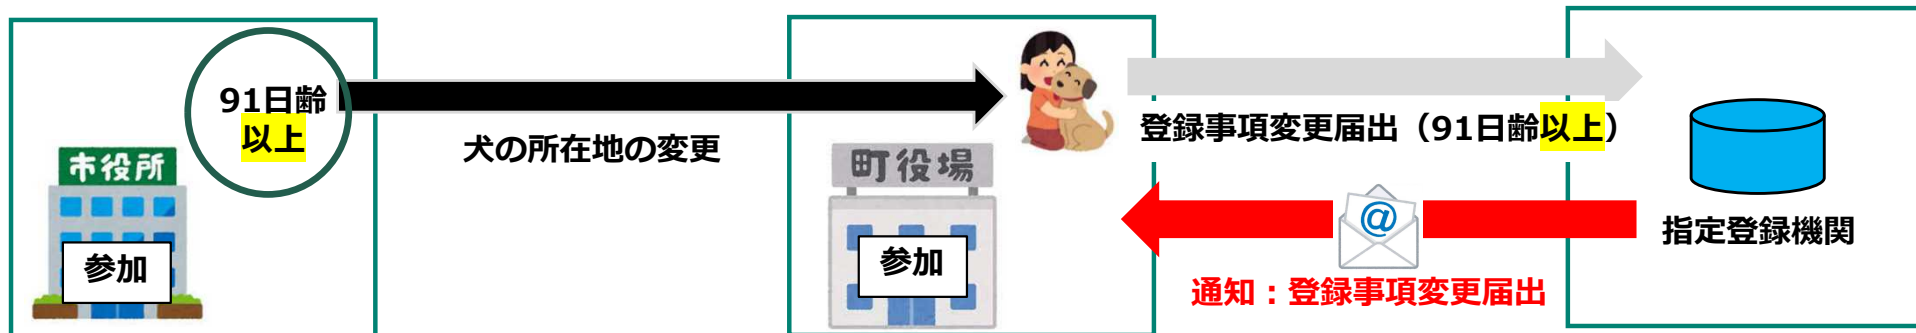 91日齢
以上
市役所
参加
犬の所在地の変更
町役場
参加
登録事項変更届出（91日齢以上）
@
通知：登録事項変更届出
指定登録機関